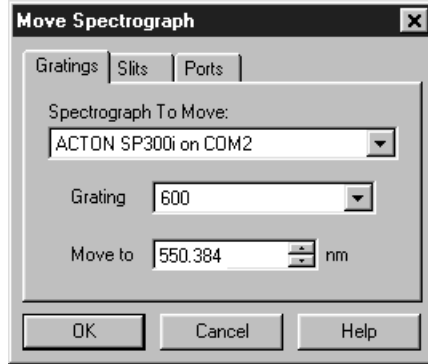 Move Spectrograph
Gratings Slits Ports
Spectrograph To Move:
ACTON SP300i on COM2
Grating 600
Move to 550.384 nm
OK Cancel Help